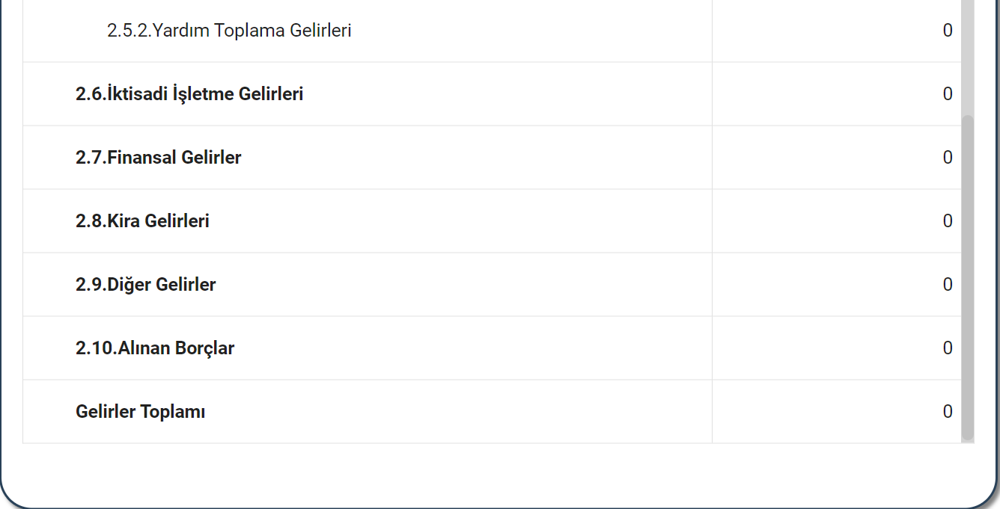 2.5.2.Yardım Toplama Gelirleri 0
2.6.İktisadi İşletme Gelirleri 0
2.7.Finansal Gelirler 0
2.8.Kira Gelirleri 0
2.9.Diğer Gelirler 0
2.10.Alınan Borçlar 0
Gelirler Toplamı 0